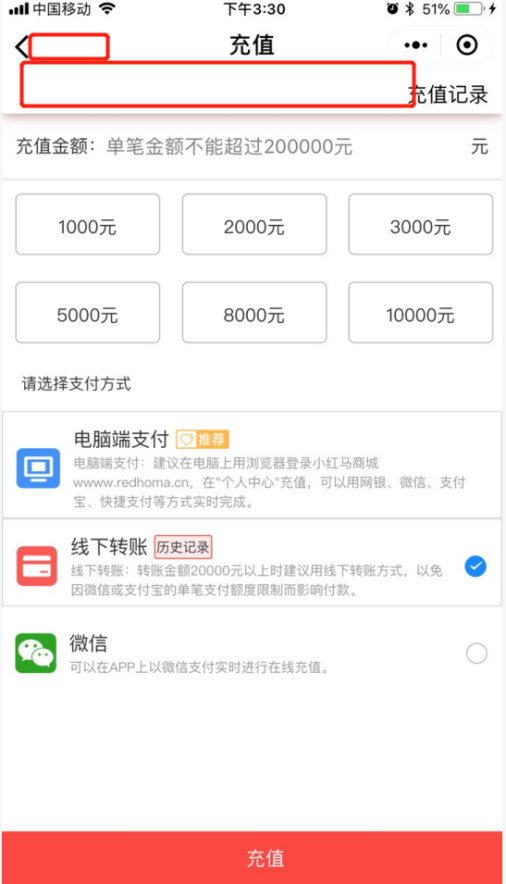 中国移动 下午3:30 51%
充值
充值记录
充值金额: 单笔金额不能超过200000元 元
1000元 2000元 3000元
5000元 8000元 10000元
请选择支付方式
电脑端支付 推荐
电脑端支付：建议在电脑上用浏览器登录小红马商城
wwww.redhoma.cn，在"个人中心"充值，可以用网银、微信、支付
宝、快捷支付等方式实时完成。
线下转账 历史记录
线下转账：转账金额20000元以上时建议用线下转账方式，以免
因微信或支付宝的单笔支付额度限制而影响付款。
微信
可以在APP上以微信支付实时进行在线充值。
充值